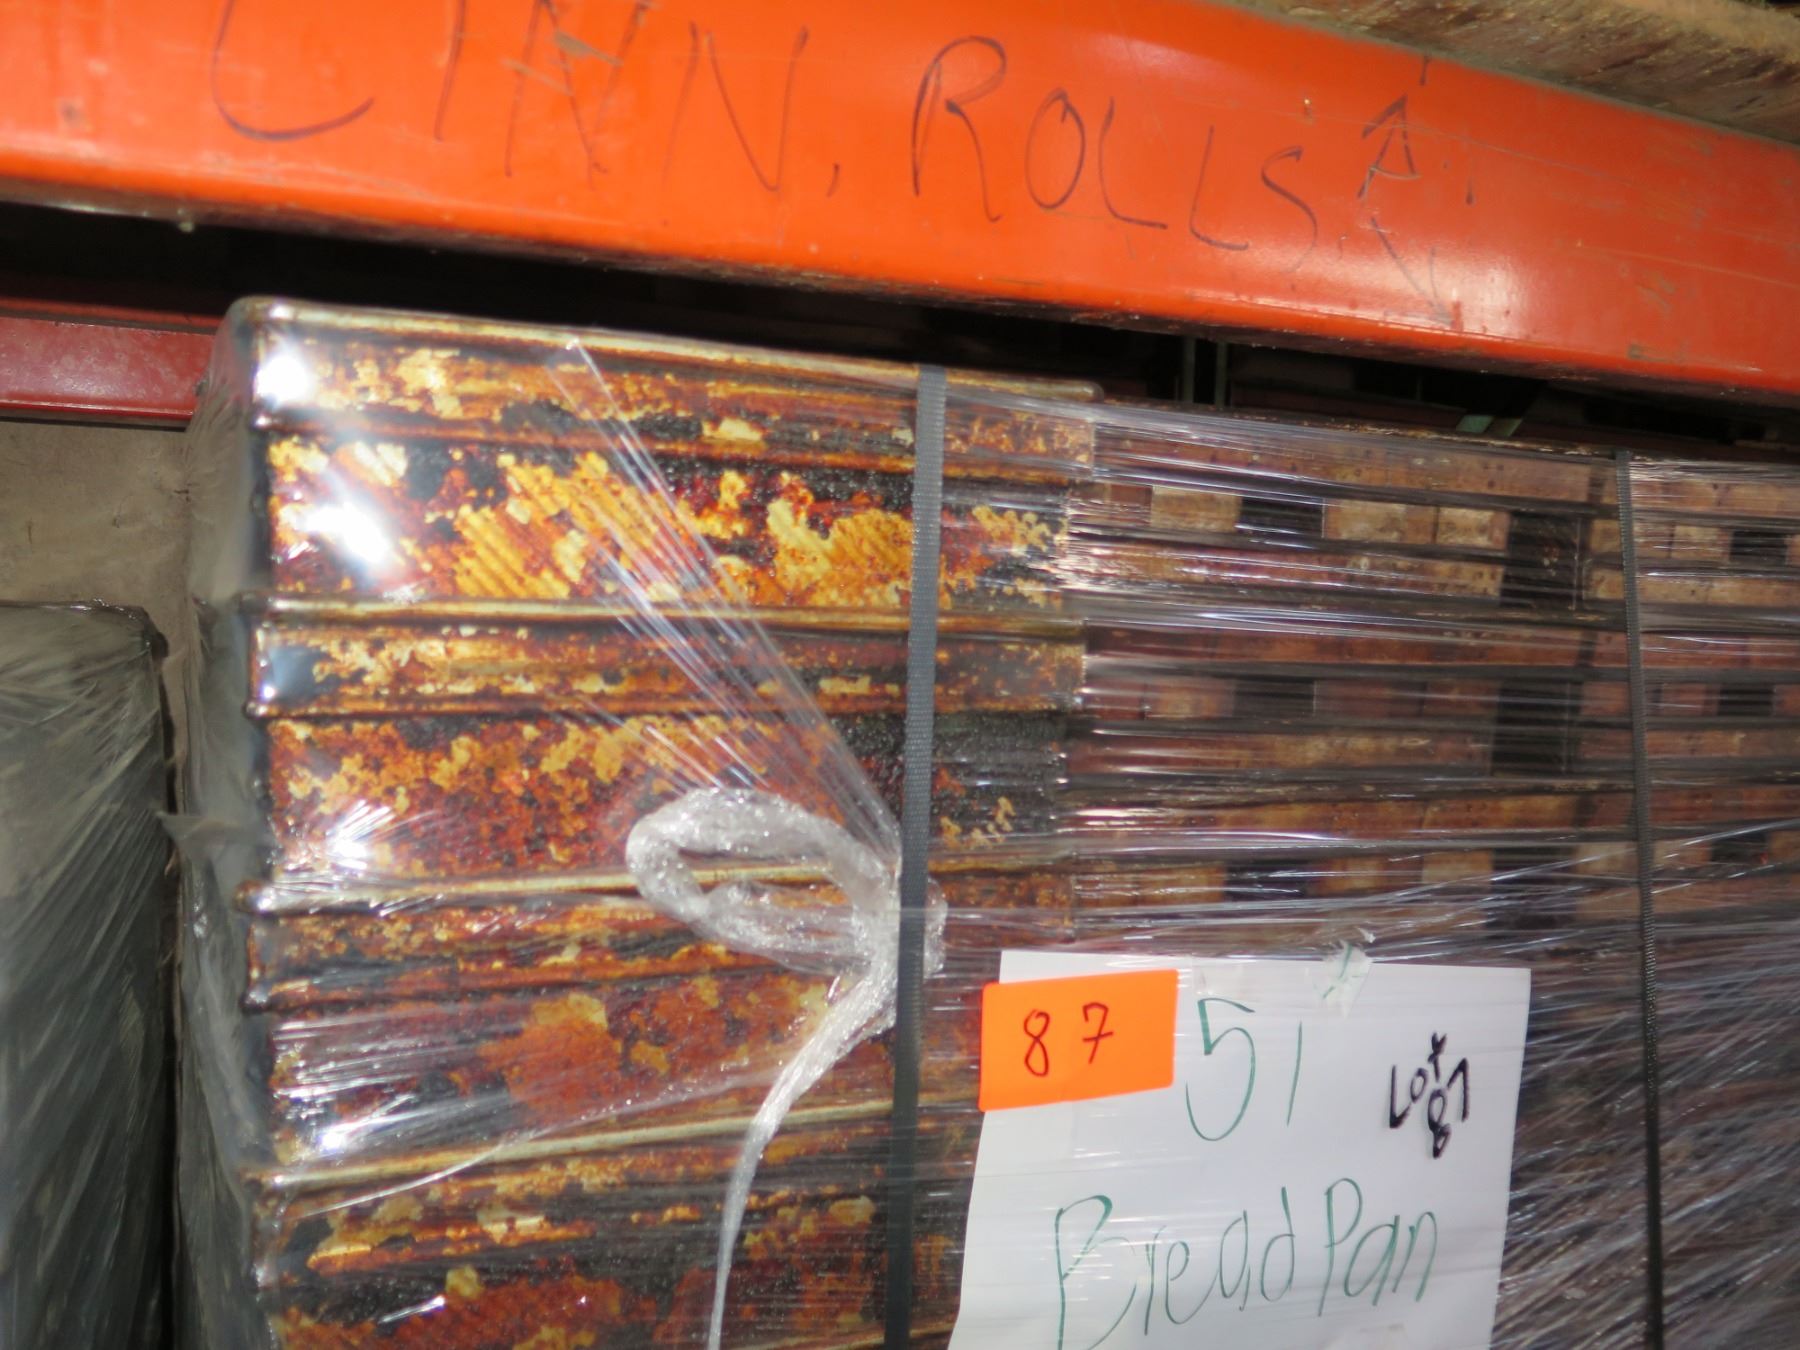 CINN. ROLLS
87
51
Lot
87
Bread Pan